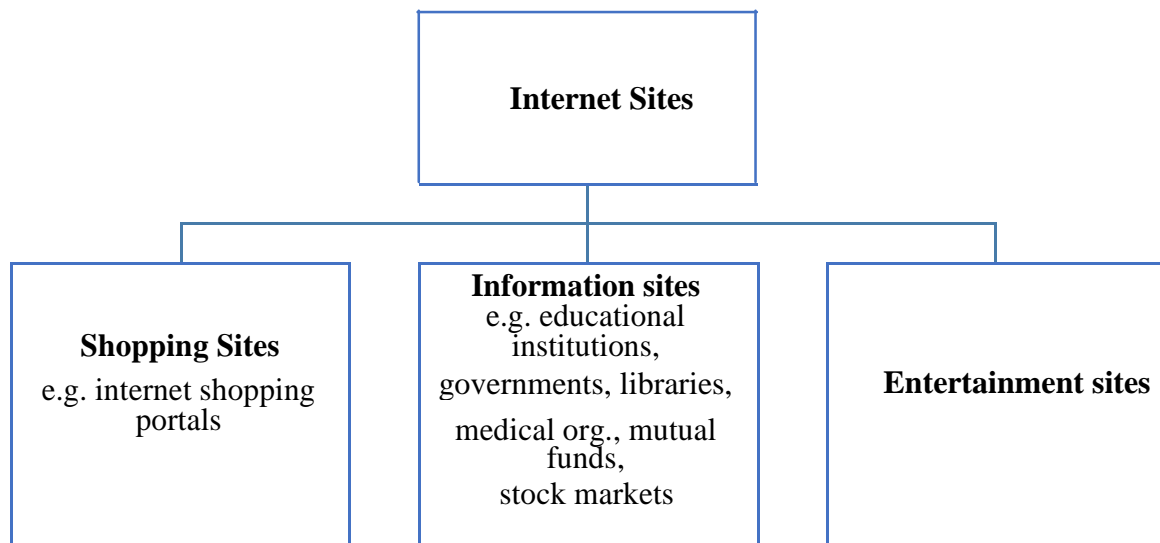 Internet Sites
Shopping Sites
e.g. internet shopping
portals
Information sites
e.g. educational
institutions,
governments, libraries,
medical org., mutual
funds,
stock markets
Entertainment sites